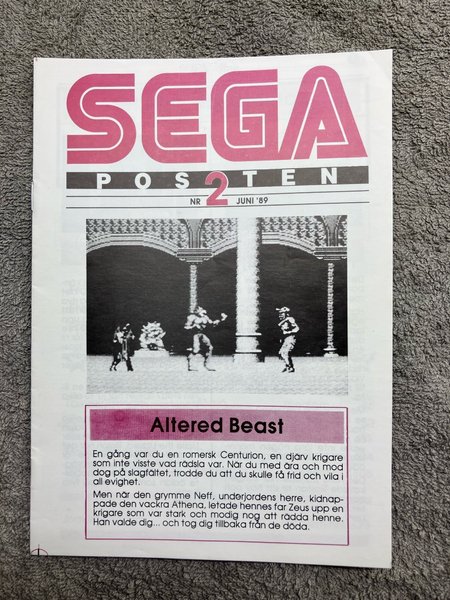 SEGA
POS2TEN
NR 2 JUNI '89
Altered Beast
En gång var du en romersk Centurion, en djärv krigare
som inte visste vad rädsla var. När du med ära och mod
dog på slagfältet, trodde du att du skulle få frid och vila i
all evighet.
Men när den grymme Neff, underjordens herre, kidnap-
pade den vackra Athena, letade hennes far Zeus upp en
krigare som var stark och modig nog att rädda henne.
Han valde dig... och tog dig tillbaka från de döda.